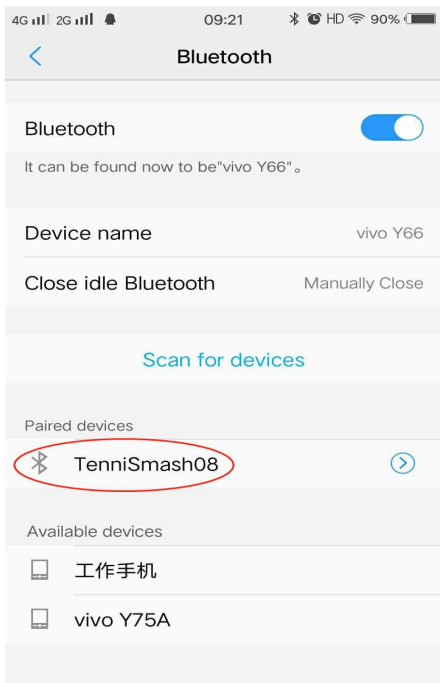 4G 2G 09:21 HD 90%
Bluetooth
Bluetooth
It can be found now to be"vivo Y66"。
Device name vivo Y66
Close idle Bluetooth Manually Close
Scan for devices
Paired devices
TenniSmash08
Available devices
工作手机
vivo Y75A